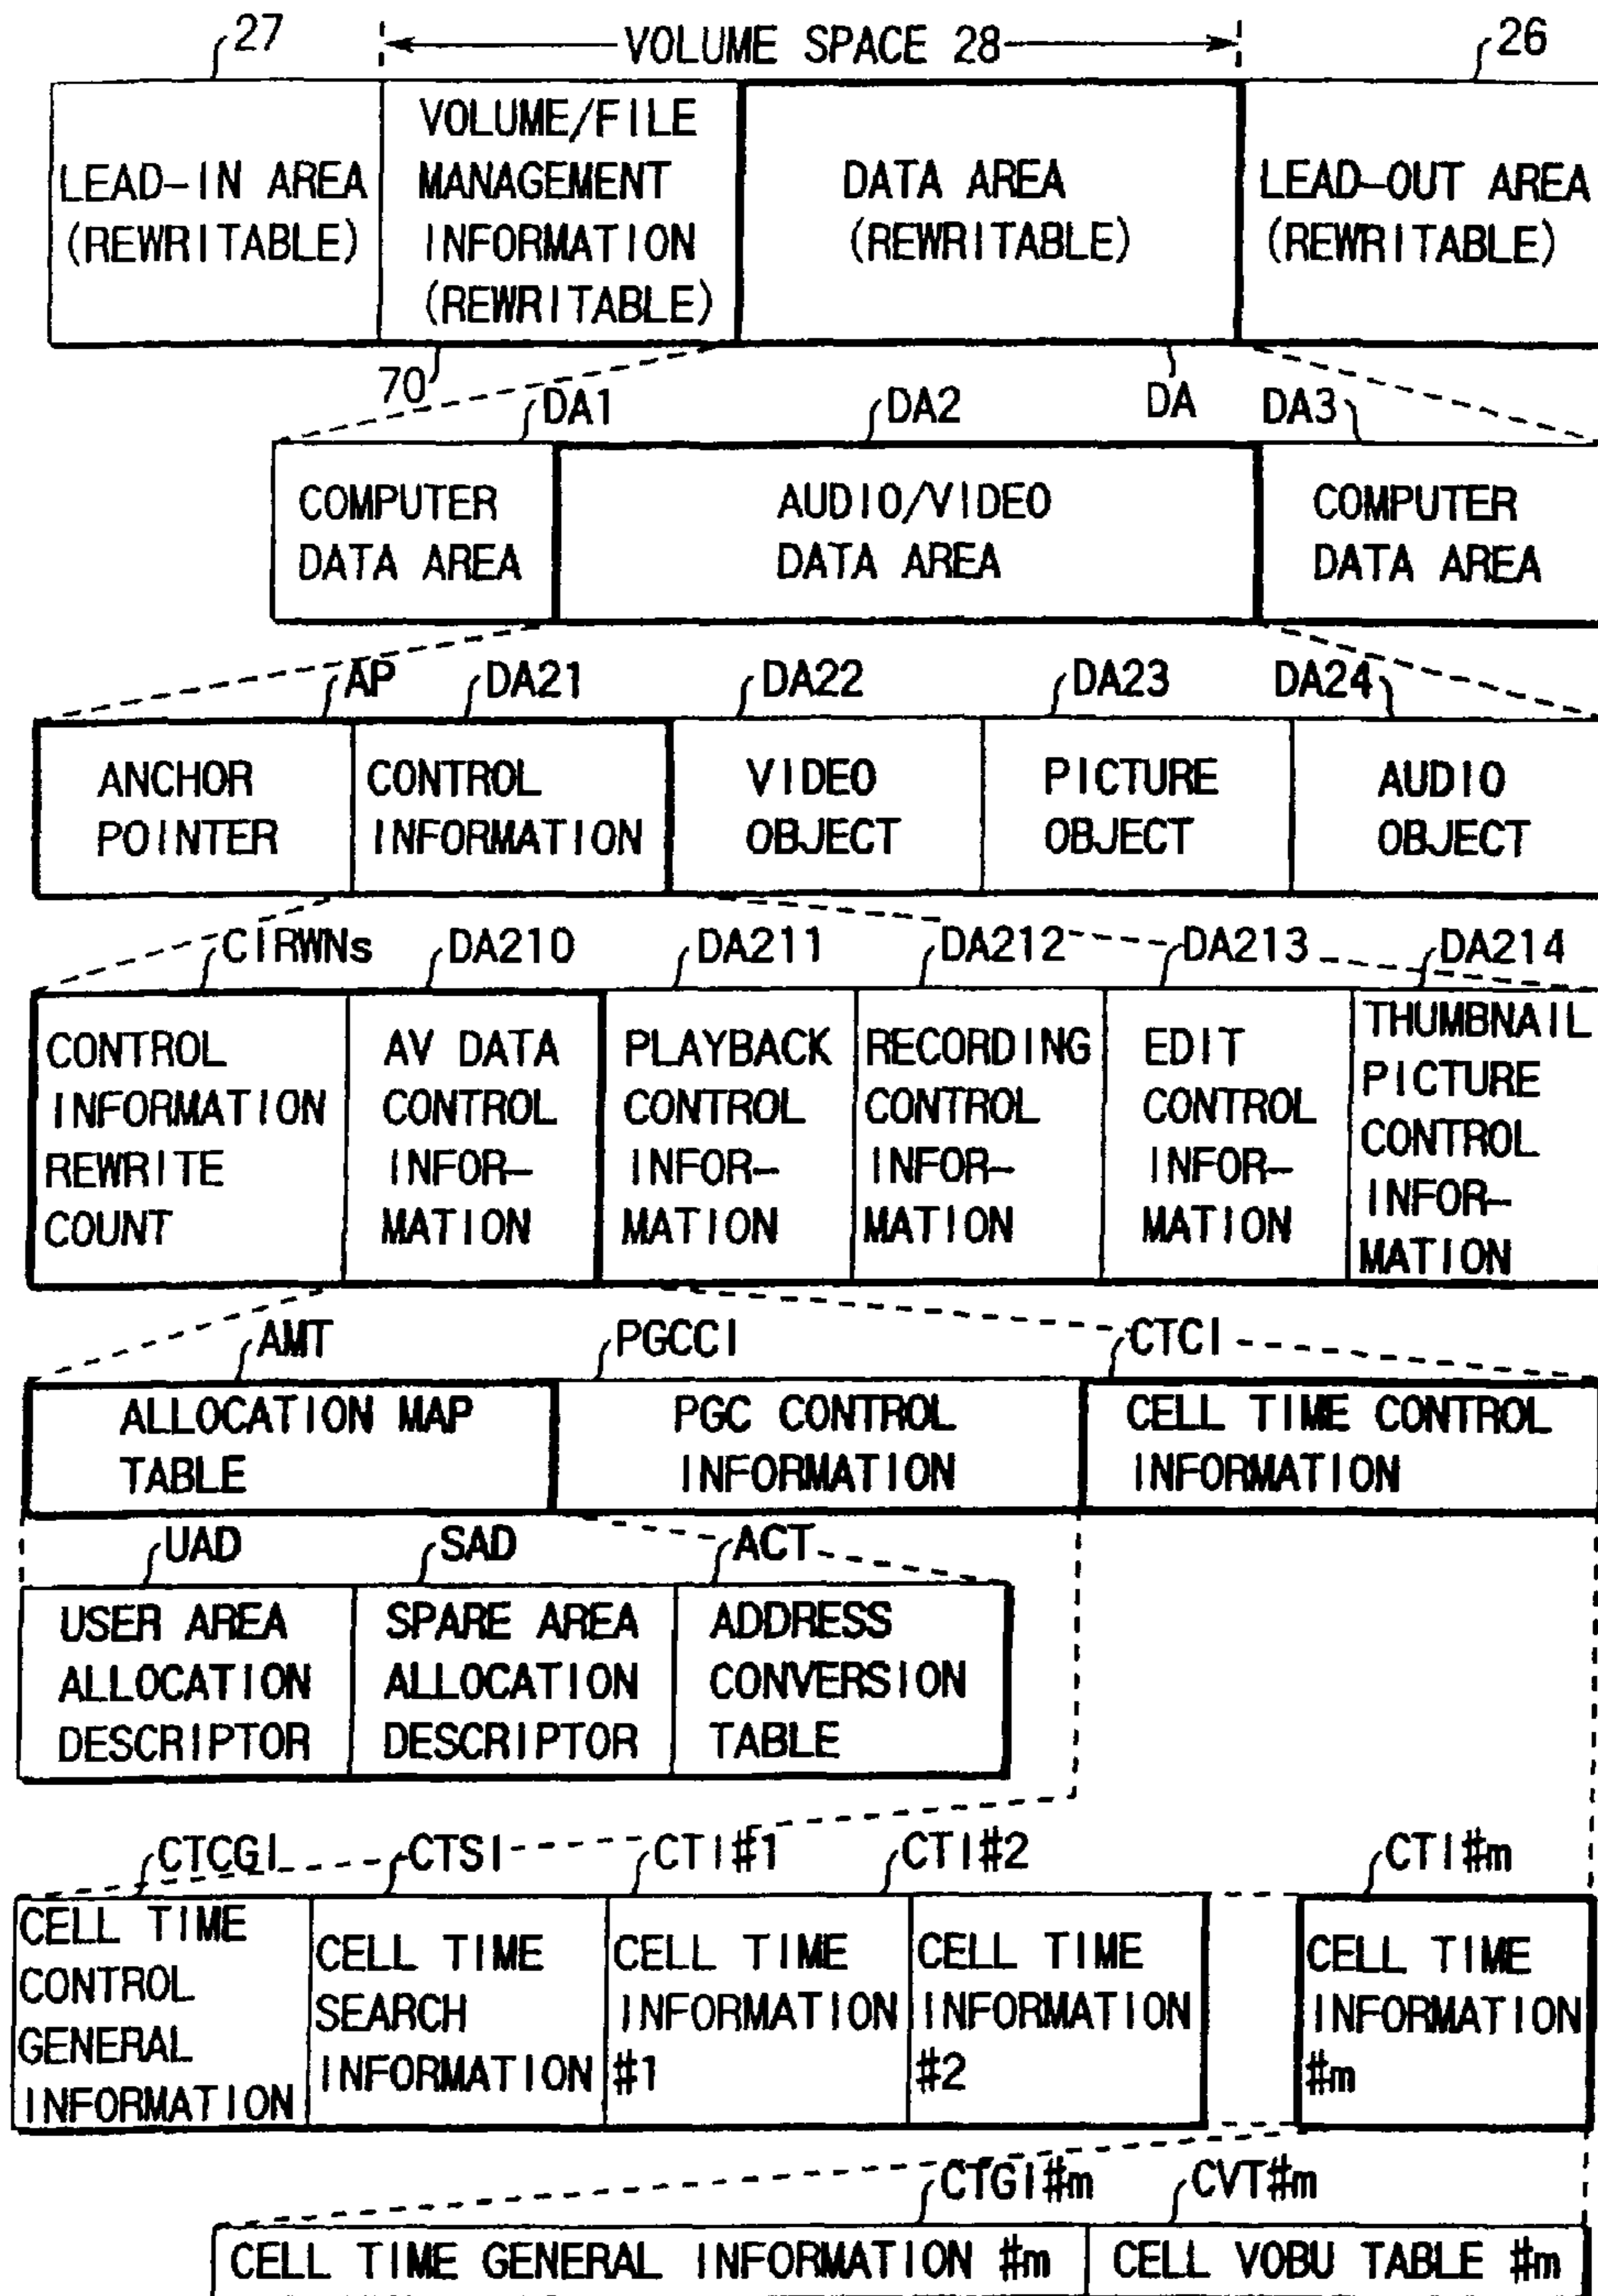 27
VOLUME SPACE 28
26
LEAD-IN AREA
(REWRITABLE)
VOLUME/FILE
MANAGEMENT
INFORMATION
(REWRITABLE)
DATA AREA
(REWRITABLE)
LEAD-OUT AREA
(REWRITABLE)
70
DA1
DA2
DA
DA3
COMPUTER
DATA AREA
AUDIO/VIDEO
DATA AREA
COMPUTER
DATA AREA
AP
DA21
DA22
DA23
DA24
ANCHOR
POINTER
CONTROL
INFORMATION
VIDEO
OBJECT
PICTURE
OBJECT
AUDIO
OBJECT
CIRWNs
DA210
DA211
DA212
DA213
DA214
CONTROL
INFORMATION
REWRITE
COUNT
AV DATA
CONTROL
INFOR-
MATION
PLAYBACK
CONTROL
INFOR-
MATION
RECORDING
CONTROL
INFOR-
MATION
EDIT
CONTROL
INFOR-
MATION
THUMBNAIL
PICTURE
CONTROL
INFOR-
MATION
AMT
PGCCI
CTCI
ALLOCATION MAP
TABLE
PGC CONTROL
INFORMATION
CELL TIME CONTROL
INFORMATION
UAD
SAD
ACT
USER AREA
ALLOCATION
DESCRIPTOR
SPARE AREA
ALLOCATION
DESCRIPTOR
ADDRESS
CONVERSION
TABLE
CTCGI
CTSI
CTI#1
CTI#2
CTI#m
CELL TIME
CONTROL
GENERAL
INFORMATION
CELL TIME
SEARCH
INFORMATION
CELL TIME
INFORMATION
#1
CELL TIME
INFORMATION
#2
CELL TIME
INFORMATION
#m
CTGI#m
CVT#m
CELL TIME GENERAL INFORMATION #m
CELL VOBU TABLE #m